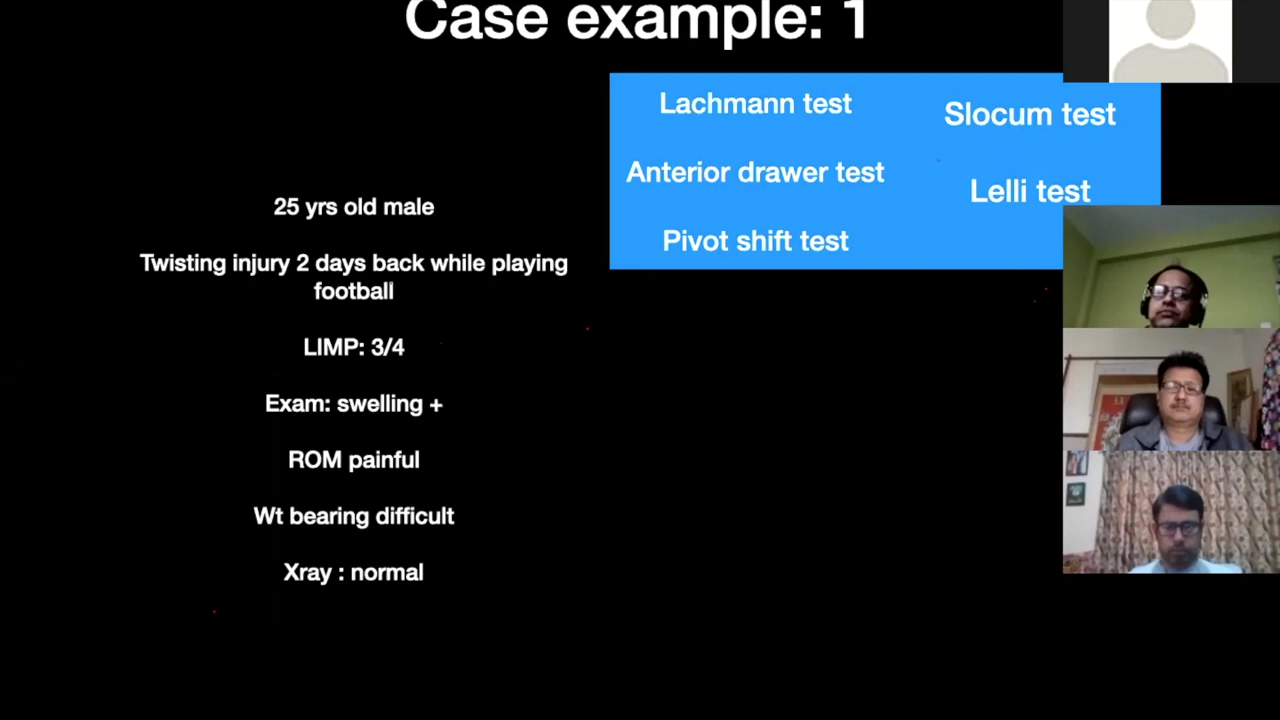 Case example: 1
Lachmann test
Slocum test
Anterior drawer test
Lelli test
Pivot shift test
25 yrs old male
Twisting injury 2 days back while playing
football
LIMP: 3/4
Exam: swelling +
ROM painful
Wt bearing difficult
Xray : normal